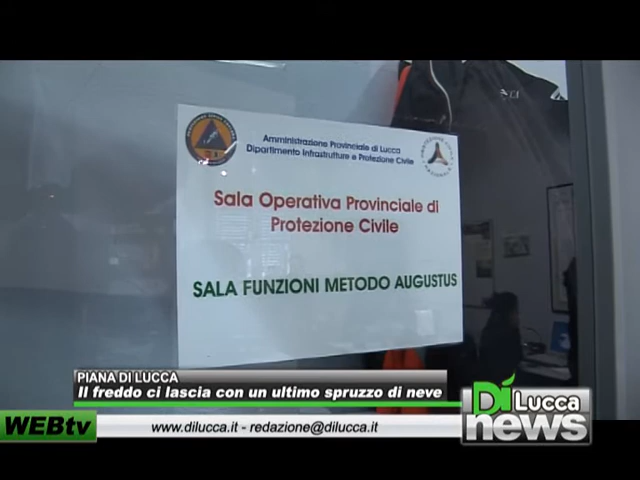 Amministrazione Provinciale di Lucca
Dipartimento Infrastrutture e Protezione Civile
Sala Operativa Provinciale di
Protezione Civile
SALA FUNZIONI METODO AUGUSTUS
PIANA DI LUCCA
Il freddo ci lascia con un ultimo spruzzo di neve
WEBtv
www.dilucca.it - redazione@dilucca.it
Dì Lucca
news